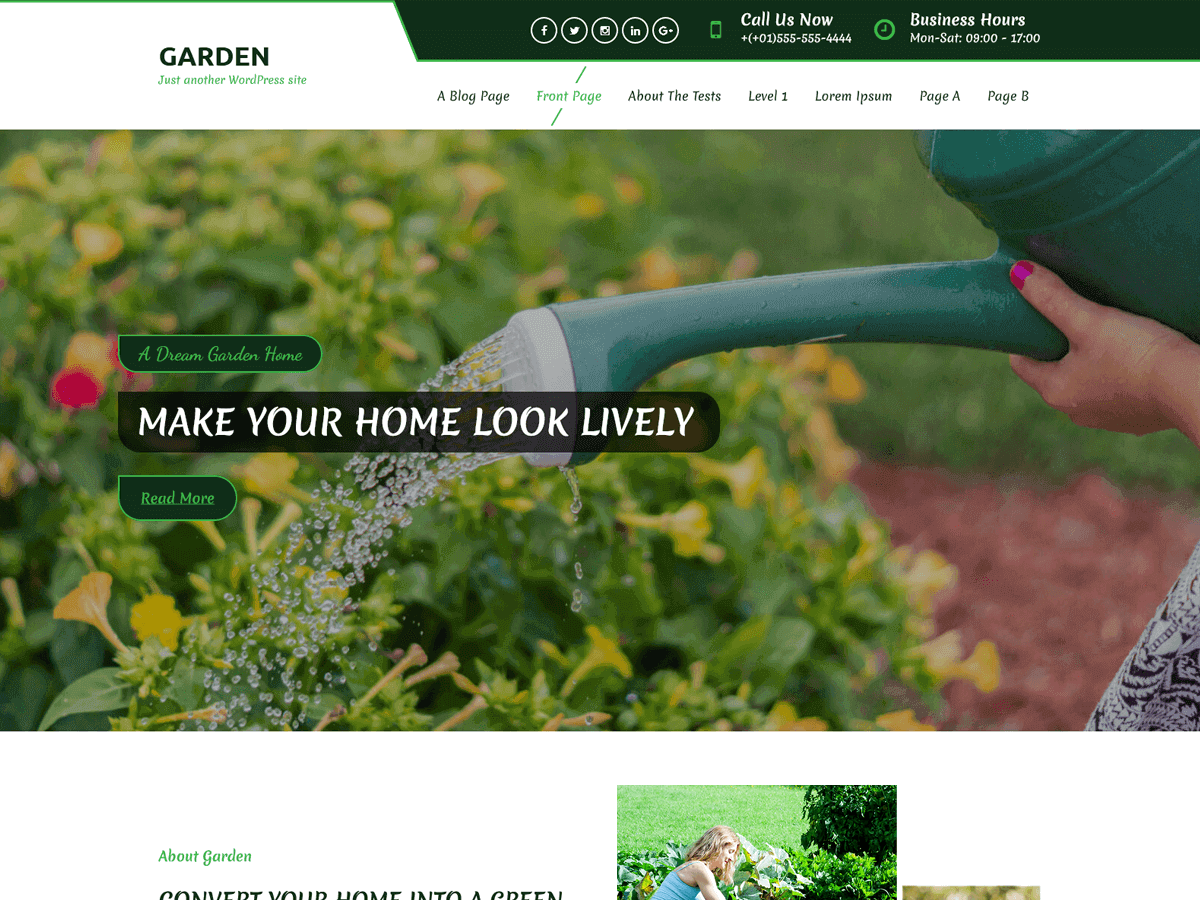 GARDEN
Just another WordPress site
Call Us Now
+(+01)555-555-4444
Business Hours
Mon-Sat: 09:00 - 17:00
A Blog Page
Front Page
About The Tests
Level 1
Lorem Ipsum
Page A
Page B
A Dream Garden Home
MAKE YOUR HOME LOOK LIVELY
Read More
About Garden
CONVERT YOUR HOME INTO A GREEN